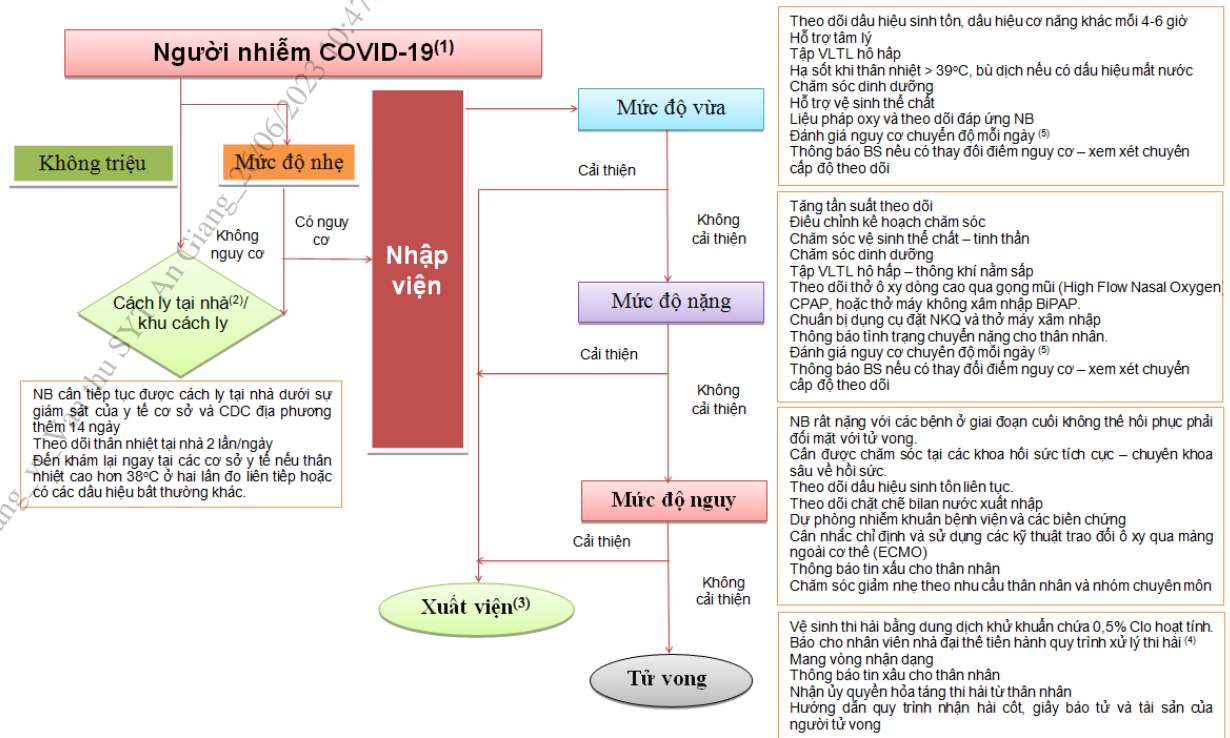 Người nhiễm COVID-19(1)
Không triệu
Mức độ nhẹ
Không
nguy cơ
Có nguy
cơ
Cách ly tại nhà(2)/
khu cách ly
NB cần tiếp tục được cách ly tại nhà dưới sự
giám sát của y tế cơ sở và CDC địa phương
thêm 14 ngày
Theo dõi thân nhiệt tại nhà 2 lần/ngày
Đến khám lại ngay tại các cơ sở y tế nếu thân
nhiệt cao hơn 38ºC ở hai lần đo liên tiếp hoặc
có các dấu hiệu bất thường khác.
Nhập
viện
Mức độ vừa
Cải thiện
Không
cải thiện
Mức độ nặng
Cải thiện
Không
cải thiện
Mức độ nguy
Cải thiện
Không
cải thiện
Xuất viện(3)
Tử vong
Theo dõi dấu hiệu sinh tồn, dấu hiệu cơ năng khác mỗi 4-6 giờ
Hỗ trợ tâm lý
Tập VLTL hô hấp
Hạ sốt khi thân nhiệt > 39ºC, bù dịch nếu có dấu hiệu mất nước
Chăm sóc dinh dưỡng
Hỗ trợ vệ sinh thể chất
Liệu pháp oxy và theo dõi đáp ứng NB
Đánh giá nguy cơ chuyển độ mỗi ngày (5)
Thông báo BS nếu có thay đổi điểm nguy cơ – xem xét chuyển
cấp độ theo dõi
Tăng tần suất theo dõi
Điều chỉnh kế hoạch chăm sóc
Chăm sóc vệ sinh thể chất – tinh thần
Chăm sóc dinh dưỡng
Tập VLTL hô hấp – thông khí nằm sấp
Theo dõi thở ô xy dòng cao qua gọng mũi (High Flow Nasal Oxygen)
CPAP, hoặc thở máy không xâm nhập BiPAP.
Chuẩn bị dụng cụ đặt NKQ và thở máy xâm nhập
Thông báo tình trạng chuyển nặng cho thân nhân.
Đánh giá nguy cơ chuyển độ mỗi ngày (5)
Thông báo BS nếu có thay đổi điểm nguy cơ – xem xét chuyển
cấp độ theo dõi
NB rất nặng với các bệnh ở giai đoạn cuối không thể hồi phục phải
đối mặt với tử vong.
Cần được chăm sóc tại các khoa hồi sức tích cực – chuyên khoa
sâu về hồi sức.
Theo dõi dấu hiệu sinh tồn liên tục.
Theo dõi chặt chẽ bilan nước xuất nhập
Dự phòng nhiễm khuẩn bệnh viện và các biến chứng
Cân nhắc chỉ định và sử dụng các kỹ thuật trao đổi ô xy qua màng
ngoài cơ thể (ECMO)
Thông báo tin xấu cho thân nhân
Chăm sóc giảm nhẹ theo nhu cầu thân nhân và nhóm chuyên môn
Vệ sinh thi hài bằng dung dịch khử khuẩn chứa 0,5% Clo hoạt tính.
Báo cho nhân viên nhà đại thể tiến hành quy trình xử lý thi hài (4)
Mang vòng nhận dạng
Thông báo tin xấu cho thân nhân
Nhận ủy quyền hỏa táng thi hài từ thân nhân
Hướng dẫn quy trình nhận hài cốt, giấy báo tử và tài sản của
người tử vong